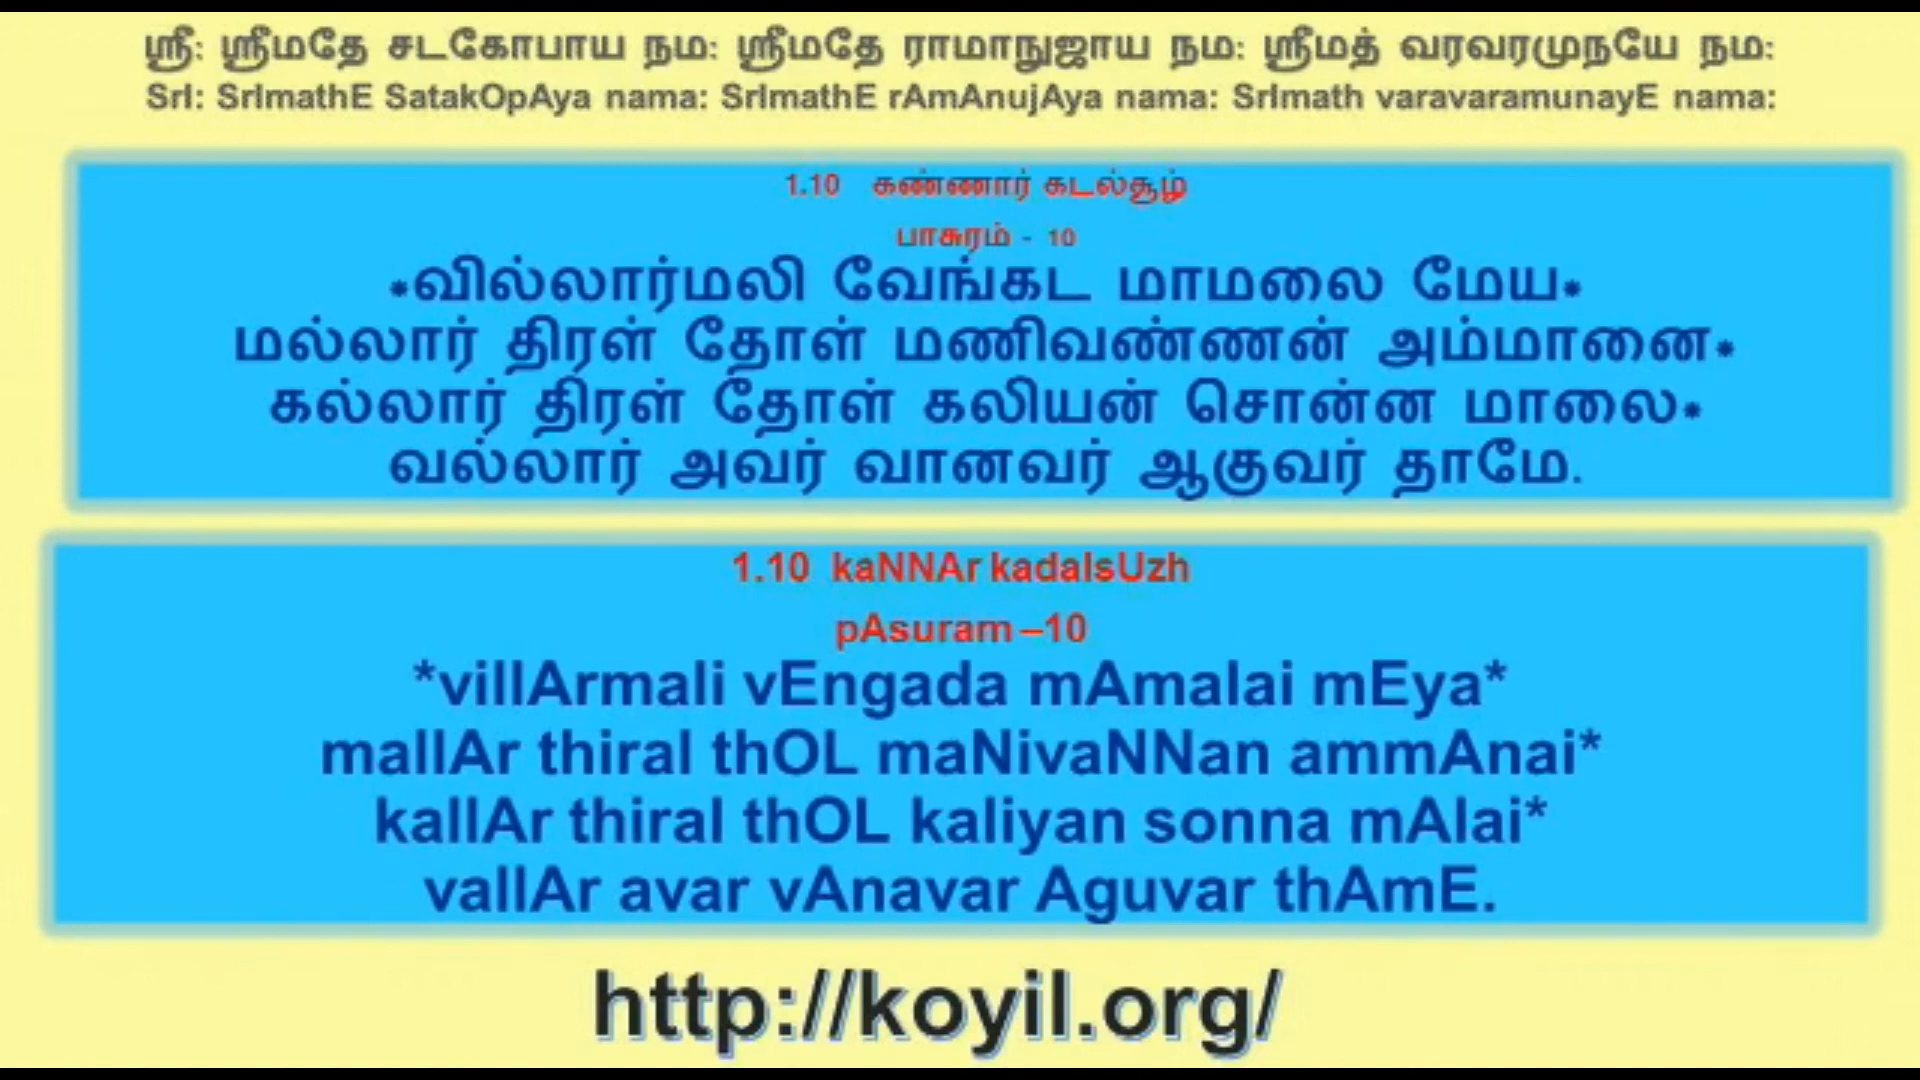 ஸ்ரீ: ஸ்ரீமதே சடகோபாய நம: ஸ்ரீமதே ராமாநுஜாய நம: ஸ்ரீமத் வரவரமுநயே நம:
SrI: SrImathE SatakOpAya nama: SrImathE rAmAnujAya nama: SrImath varavaramunayE nama:
1.10 கண்ணார் கடல்சூழ்
பாசுரம் - 10
*வில்லார்மலி வேங்கட மாமலை மேய*
மல்லார் திரள் தோள் மணிவண்ணன் அம்மானை*
கல்லார் திரள் தோள் கலியன் சொன்ன மாலை*
வல்லார் அவர் வானவர் ஆகுவர் தாமே.
1.10 kaNNAr kadalsUzh
pAsuram –10
*villArmali vEngada mAmalai mEya*
mallAr thiral thOL maNivaNNan ammAnai*
kallAr thiral thOL kaliyan sonna mAlai*
vallAr avar vAnavar Aguvar thAmE.
http://koyil.org/